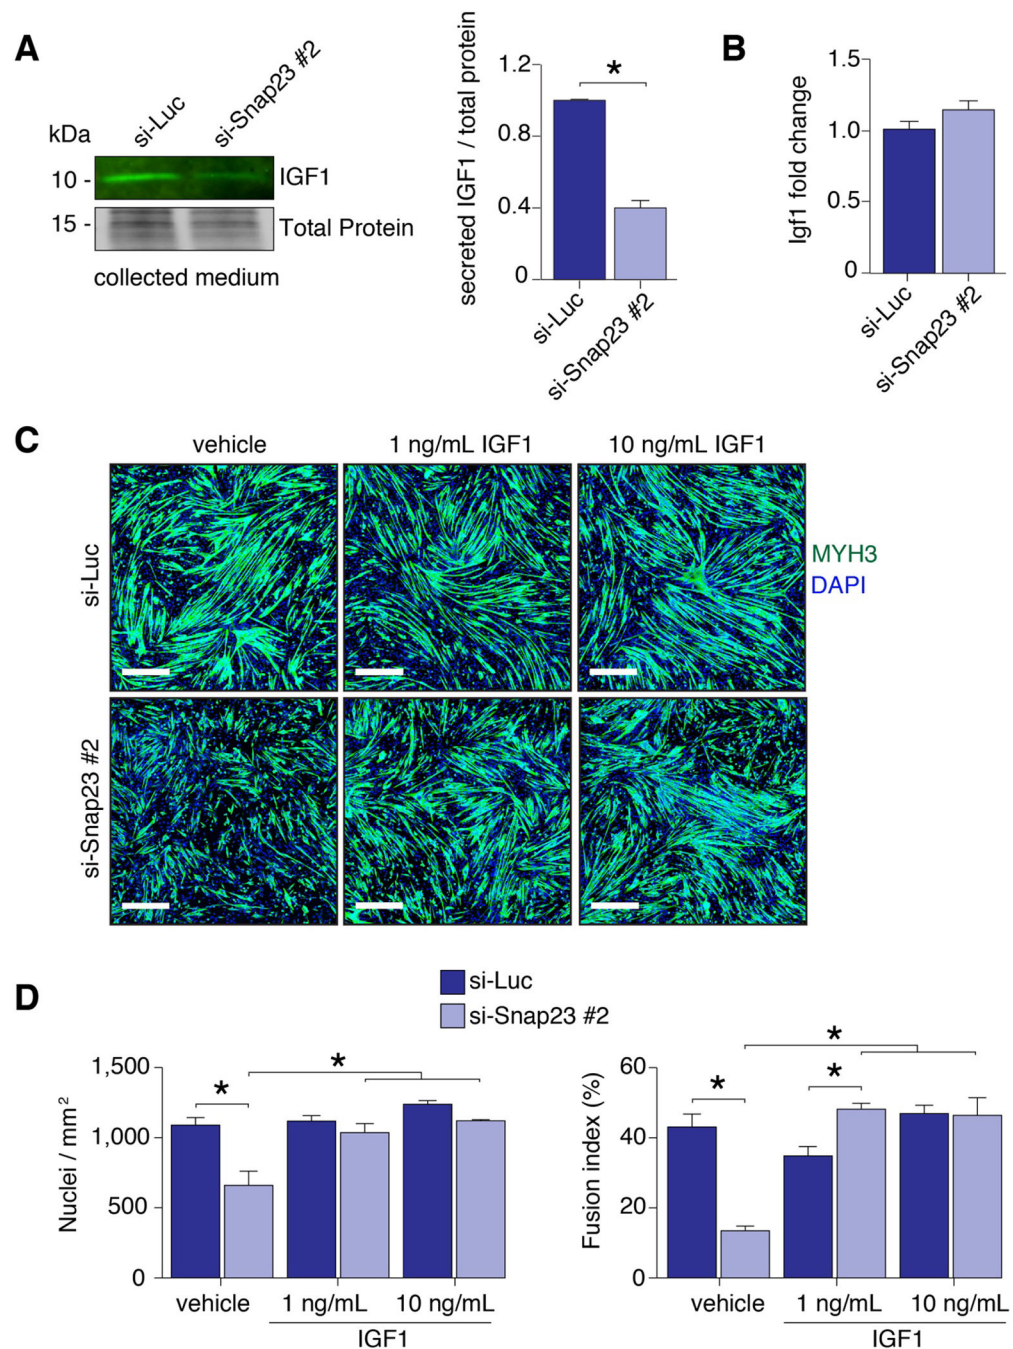 A
si-Luc
si-Snap23 #2
kDa
10 -
IGF1
15 -
Total Protein
collected medium
secreted IGF1 / total protein
1.2
0.8
0.4
0
*
si-Luc
si-Snap23 #2
B
Igf1 fold change
1.5
1.0
0.5
0
si-Luc
si-Snap23 #2
C
vehicle
1 ng/mL IGF1
10 ng/mL IGF1
si-Luc
MYH3
DAPI
si-Snap23 #2
D
si-Luc
si-Snap23 #2
Nuclei / mm²
1,500
1,000
500
0
*
*
vehicle
1 ng/mL
10 ng/mL
IGF1
Fusion index (%)
60
40
20
0
*
*
*
vehicle
1 ng/mL
10 ng/mL
IGF1